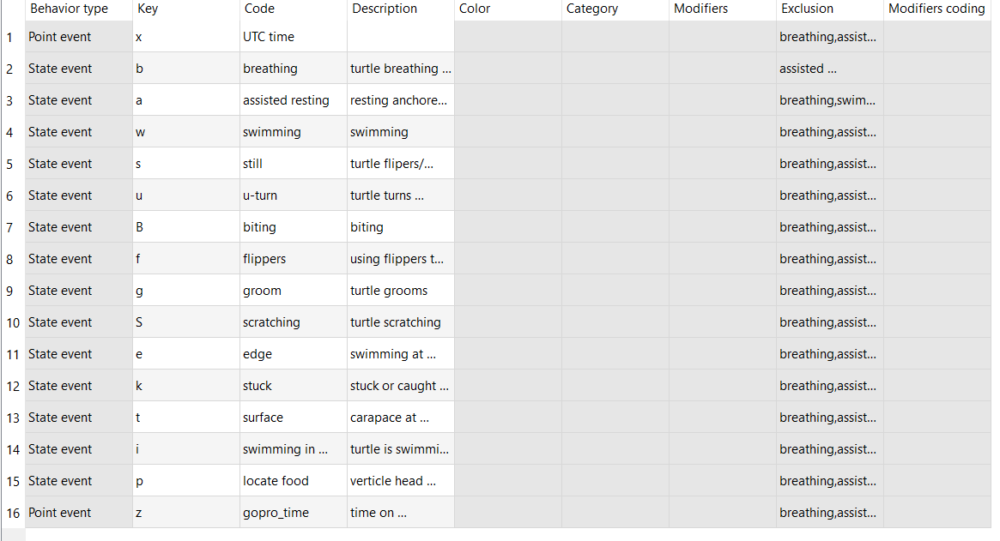 Behavior type Key Code Description Color Category Modifiers Exclusion Modifiers coding
1 Point event x UTC time breathing,assist...
2 State event b breathing turtle breathing ... assisted ...
3 State event a assisted resting resting anchore... breathing,swim...
4 State event w swimming swimming breathing,assist...
5 State event s still turtle flipers/... breathing,assist...
6 State event u u-turn turtle turns ... breathing,assist...
7 State event B biting biting breathing,assist...
8 State event f flippers using flippers t... breathing,assist...
9 State event g groom turtle grooms breathing,assist...
10 State event S scratching turtle scratching breathing,assist...
11 State event e edge swimming at ... breathing,assist...
12 State event k stuck stuck or caught ... breathing,assist...
13 State event t surface carapace at ... breathing,assist...
14 State event i swimming in ... turtle is swimmi... breathing,assist...
15 State event p locate food verticle head ... breathing,assist...
16 Point event z gopro_time time on ... breathing,assist...